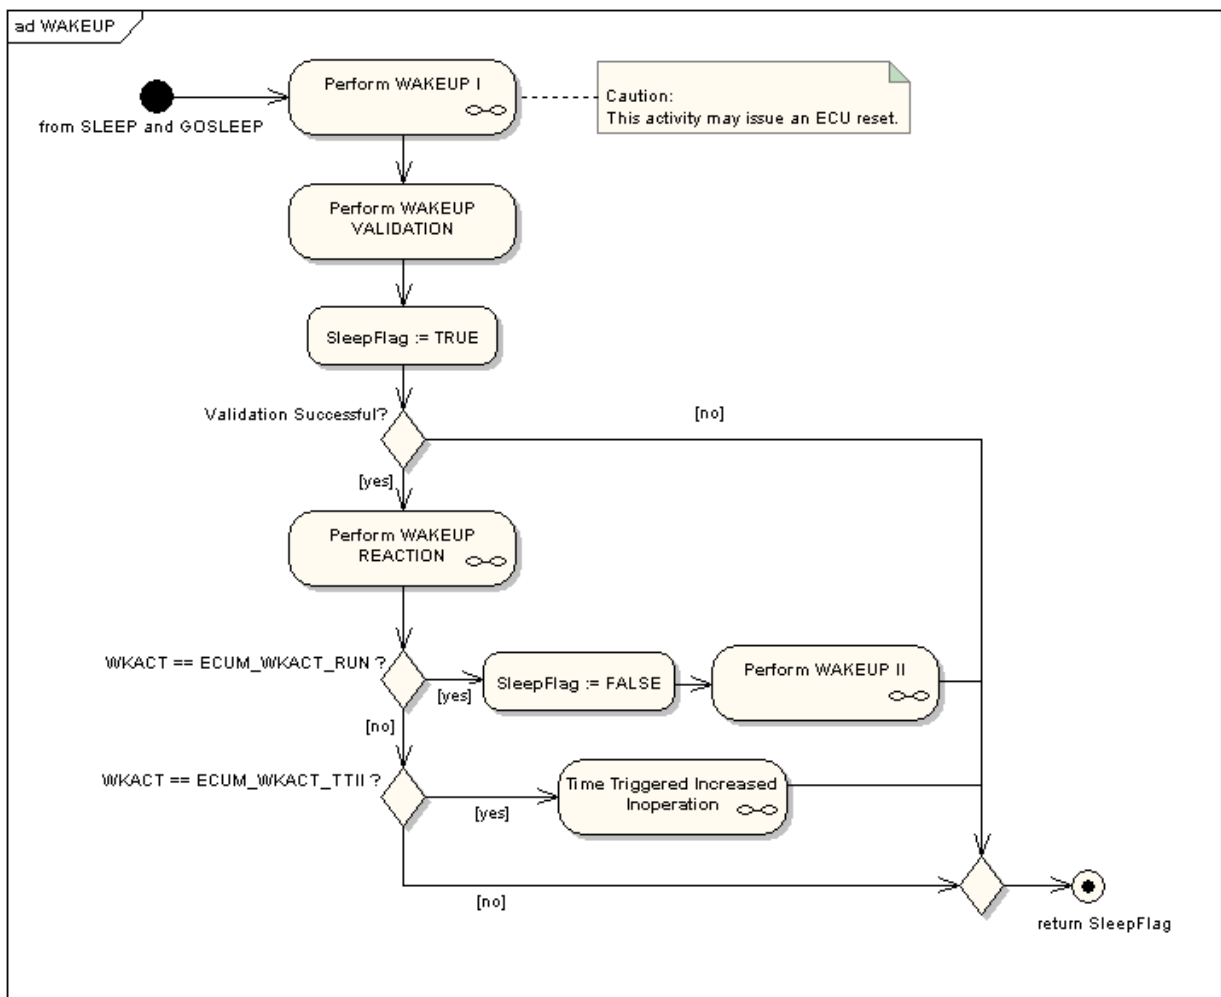 ad WAKEUP
Perform WAKEUP I
Caution:
This activity may issue an ECU reset.
from SLEEP and GOSLEEP
Perform WAKEUP
VALIDATION
SleepFlag := TRUE
Validation Successful?
[no]
[yes]
Perform WAKEUP
REACTION
WKACT == ECUM_WKACT_RUN ?
[yes]
SleepFlag := FALSE
Perform WAKEUP II
[no]
WKACT == ECUM_WKACT_TTII ?
[yes]
Time Triggered Increased
Inoperation
[no]
return SleepFlag